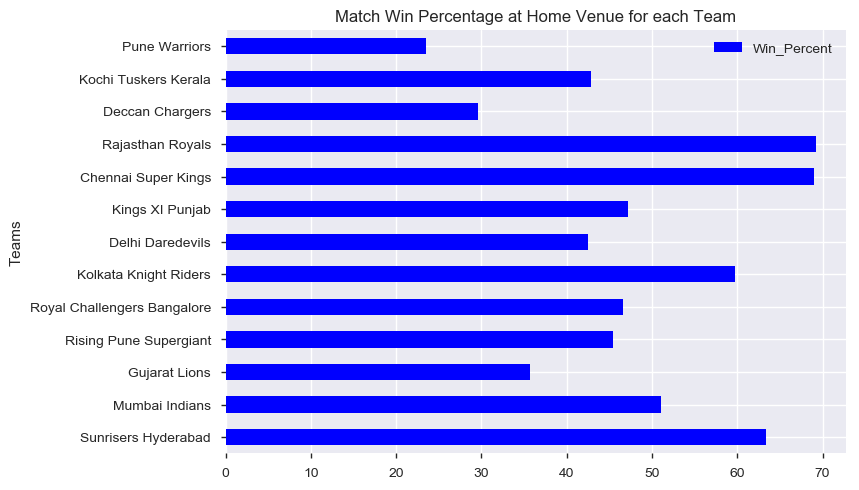 Match Win Percentage at Home Venue for each Team
Win_Percent
Teams
Pune Warriors
Kochi Tuskers Kerala
Deccan Chargers
Rajasthan Royals
Chennai Super Kings
Kings XI Punjab
Delhi Daredevils
Kolkata Knight Riders
Royal Challengers Bangalore
Rising Pune Supergiant
Gujarat Lions
Mumbai Indians
Sunrisers Hyderabad
0 10 20 30 40 50 60 70